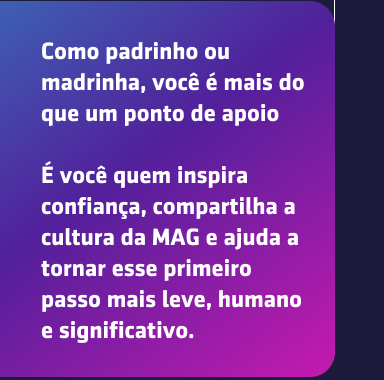 Como padrinho ou
madrinha, você é mais do
que um ponto de apoio
É você quem inspira
confiança, compartilha a
cultura da MAG e ajuda a
tornar esse primeiro
passo mais leve, humano
e significativo.